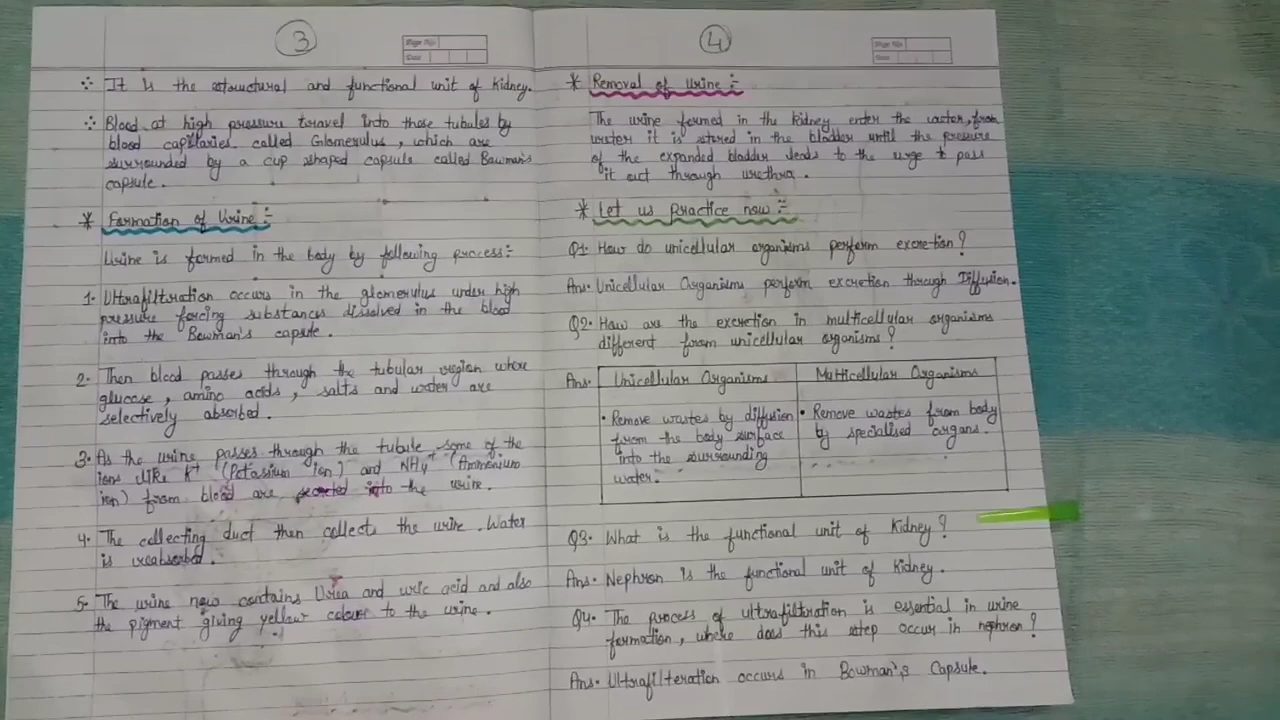 3
Page No.
Date
∵ It is the structural and functional unit of Kidney.
∵ Blood at high pressure travel into these tubules by
blood capillaries called Glomerulus, which are
surrounded by a cup shaped capsule called Bowman's
capsule.
* Formation of Urine :-
Urine is formed in the body by following process:-
1. Ultrafiltration occurs in the glomerulus under high
pressure forcing substances dissolved in the blood
into the Bowman's capsule.
2. Then blood passes through the tubular region where
glucose, amino acids, salts and water are
selectively absorbed.
3. As the urine passes through the tubule some of the
ions like K+ (Potassium ion) and NH4+ (Ammonium
ion) from blood are secreted into the urine.
4. The collecting duct then collects the urine. Water
is reabsorbed.
5. The urine now contains Urea and uric acid and also
the pigment giving yellow colour to the urine.
4
Page No.
Date
* Removal of Urine :-
The urine formed in the kidney enter the ureter, from
ureter it is stored in the bladder until the pressure
of the expanded bladder leads to the urge to pass
it out through urethra.
* Let us Practice now :-
Q1. How do unicellular organisms perform excretion?
Ans. Unicellular Organisms perform excretion through Diffusion.
Q2. How are the excretion in multicellular organisms
different from unicellular organisms?
Ans. Unicellular Organisms Multicellular Organisms
• Remove wastes by diffusion • Remove wastes from body
from the body surface by specialised organs.
into the surrounding
water.
Q3. What is the functional unit of Kidney?
Ans. Nephron is the functional unit of Kidney.
Q4. The process of ultrafiltration is essential in urine
formation, where does this step occur in nephron?
Ans. Ultrafilteration occurs in Bowman's Capsule.